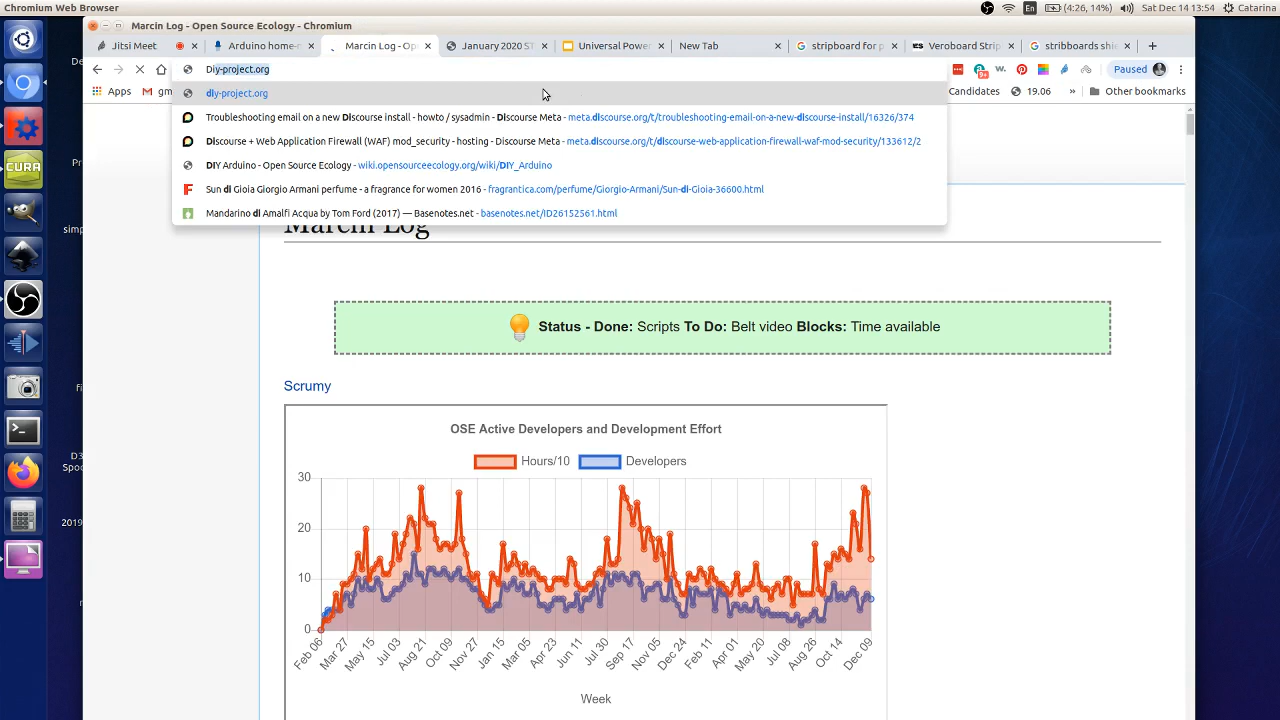 Chromium Web Browser
En
(4:26, 14%)
Sat Dec 14 13:54
Catarina
Marcin Log - Open Source Ecology - Chromium
Jitsi Meet
Arduino home-m
Marcin Log - Op
January 2020 ST
Universal Power
New Tab
stripboard for p
Veroboard Strip
stribboards shie
Diy-project.org
9+
Paused
Apps
gm
Candidates
19.06
»
Other bookmarks
diy-project.org
Troubleshooting email on a new Discourse install - howto / sysadmin - Discourse Meta - meta.discourse.org/t/troubleshooting-email-on-a-new-discourse-install/16326/374
Discourse + Web Application Firewall (WAF) mod_security - hosting - Discourse Meta - meta.discourse.org/t/discourse-web-application-firewall-waf-mod-security/133612/2
DIY Arduino - Open Source Ecology - wiki.opensourceecology.org/wiki/DIY_Arduino
Sun di Gioia Giorgio Armani perfume - a fragrance for women 2016 - fragrantica.com/perfume/Giorgio-Armani/Sun-di-Gioia-36600.html
Mandarino di Amalfi Acqua by Tom Ford (2017) — Basenotes.net - basenotes.net/ID26152561.html
Marcin Log
Status - Done: Scripts To Do: Belt video Blocks: Time available
Scrumy
OSE Active Developers and Development Effort
Hours/10
Developers
30
20
10
0
Feb 06
Mar 27
May 15
Jul 03
Aug 21
Oct 09
Nov 27
Jan 15
Mar 05
Apr 23
Jun 11
Jul 30
Sep 17
Nov 05
Dec 24
Feb 11
Apr 01
May 20
Jul 08
Aug 26
Oct 14
Dec 09
Week
CURA
simp
D3
Spoo
2019